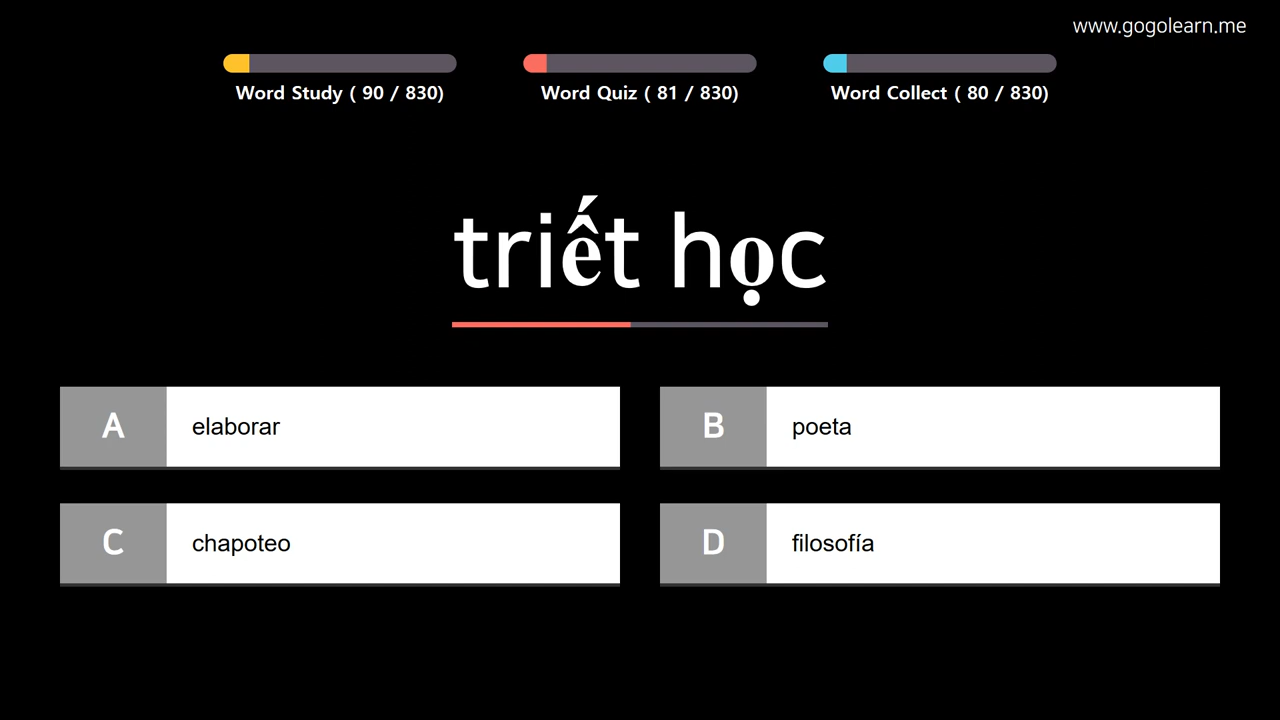 www.gogolearn.me
Word Study ( 90 / 830)
Word Quiz ( 81 / 830)
Word Collect ( 80 / 830)
triết học
A elaborar
B poeta
C chapoteo
D filosofía